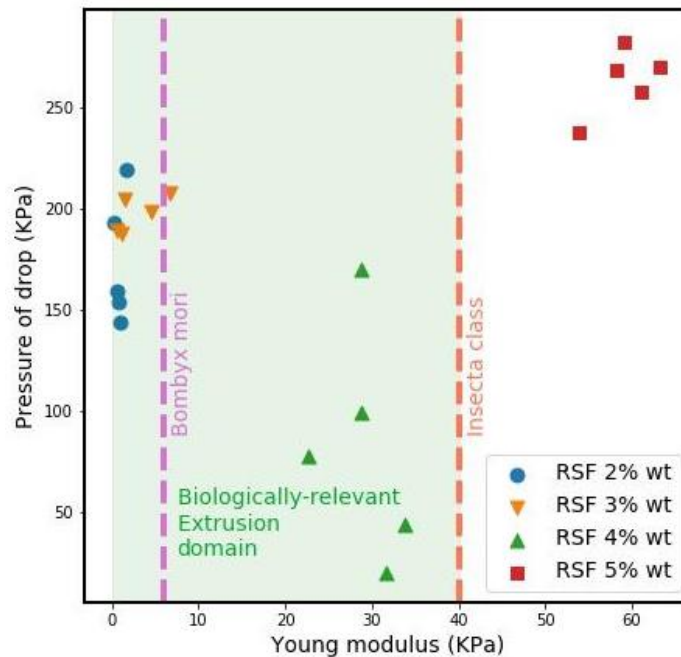 250
200
150
100
50
Pressure of drop (KPa)
Bombyx mori
Insecta class
Biologically-relevant
Extrusion
domain
RSF 2% wt
RSF 3% wt
RSF 4% wt
RSF 5% wt
0 10 20 30 40 50 60
Young modulus (KPa)